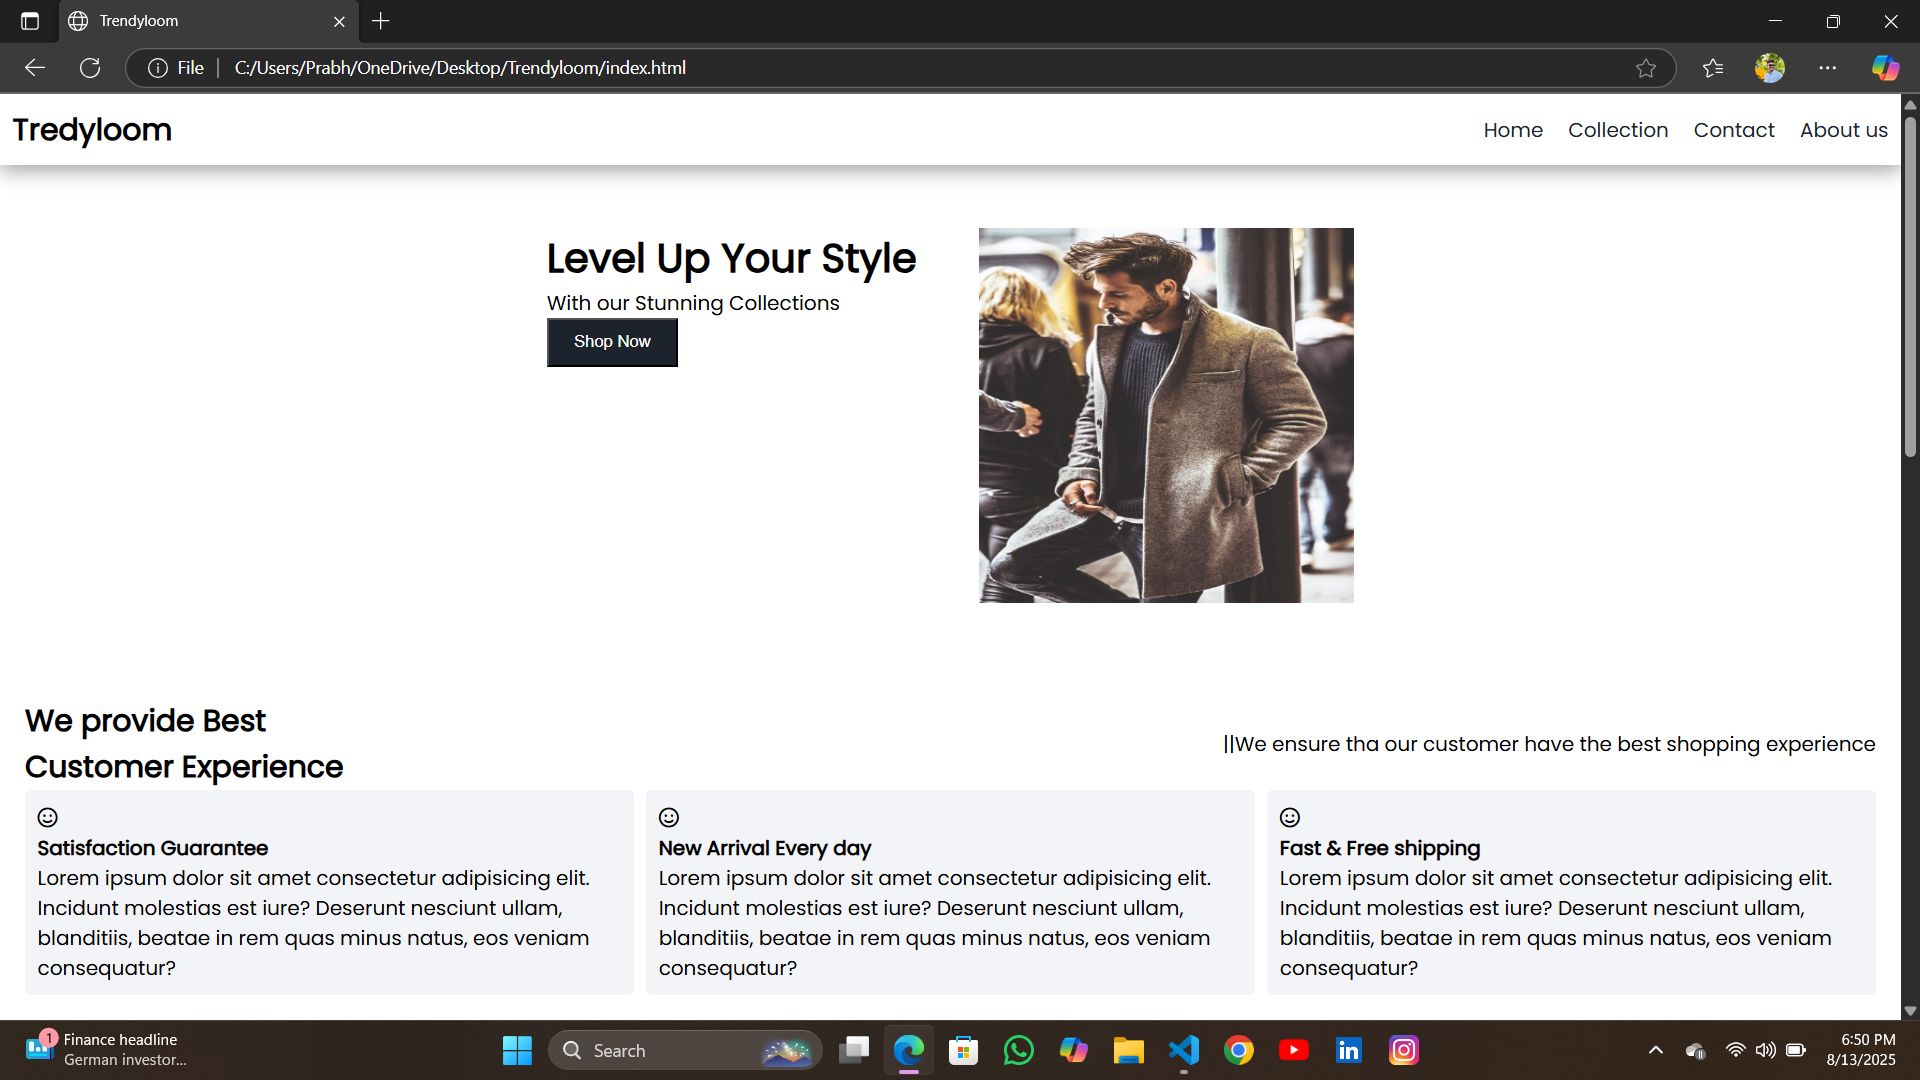 Trendyloom
File
C:/Users/Prabh/OneDrive/Desktop/Trendyloom/index.html
Tredyloom
Home Collection Contact About us
Level Up Your Style
With our Stunning Collections
Shop Now
We provide Best
Customer Experience
||We ensure tha our customer have the best shopping experience
Satisfaction Guarantee
Lorem ipsum dolor sit amet consectetur adipisicing elit.
Incidunt molestias est iure? Deserunt nesciunt ullam,
blanditiis, beatae in rem quas minus natus, eos veniam
consequatur?
New Arrival Every day
Lorem ipsum dolor sit amet consectetur adipisicing elit.
Incidunt molestias est iure? Deserunt nesciunt ullam,
blanditiis, beatae in rem quas minus natus, eos veniam
consequatur?
Fast & Free shipping
Lorem ipsum dolor sit amet consectetur adipisicing elit.
Incidunt molestias est iure? Deserunt nesciunt ullam,
blanditiis, beatae in rem quas minus natus, eos veniam
consequatur?
1
Finance headline
German investor...
Search
in
6:50 PM
8/13/2025